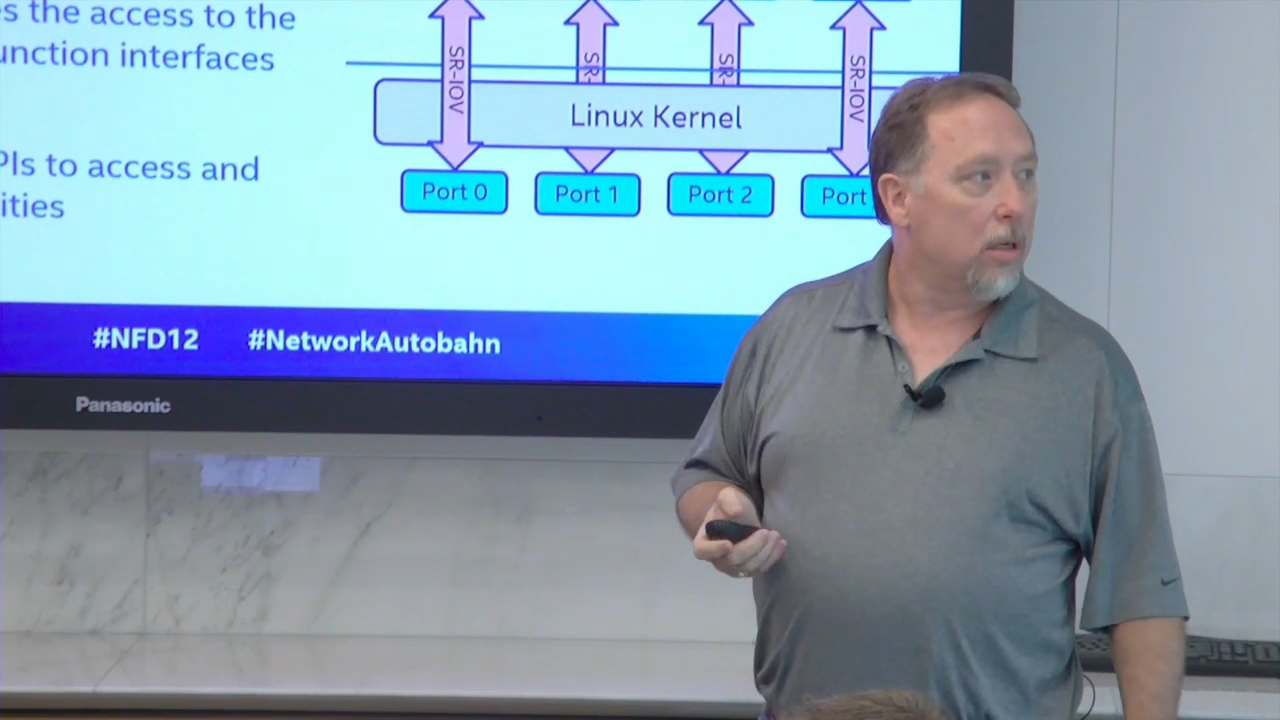 s the access to the
unction interfaces
PIs to access and
ities
SR-IOV
SR-
SR-
SR-IOV
Linux Kernel
Port 0
Port 1
Port 2
Port
#NFD12
#NetworkAutobahn
Panasonic